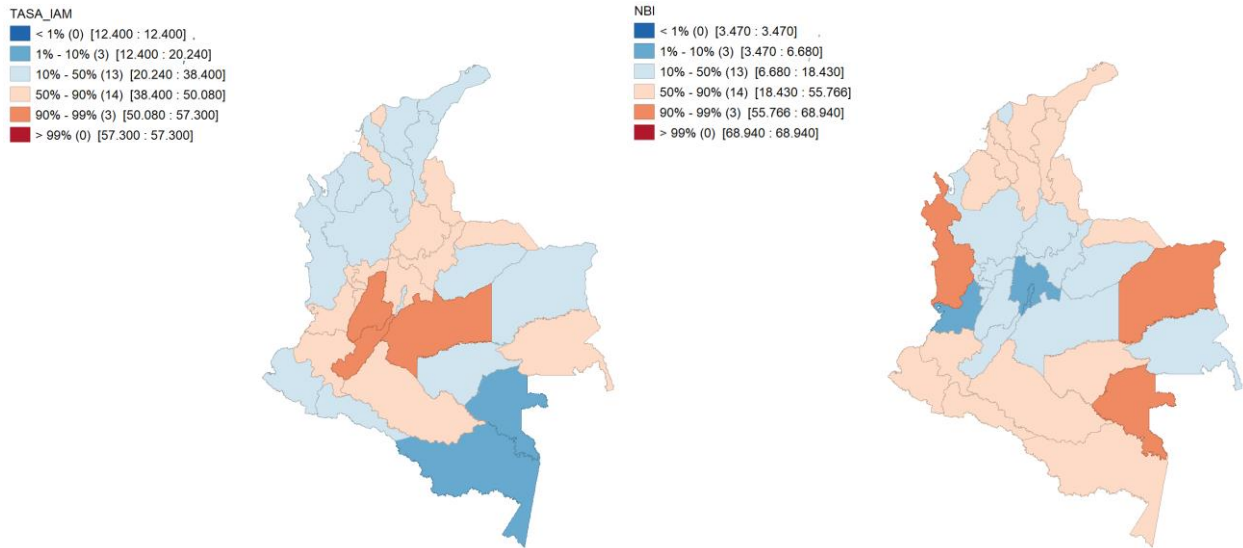 TASA_IAM
< 1% (0) [12.400 : 12.400]
1% - 10% (3) [12.400 : 20.240]
10% - 50% (13) [20.240 : 38.400]
50% - 90% (14) [38.400 : 50.080]
90% - 99% (3) [50.080 : 57.300]
> 99% (0) [57.300 : 57.300]
NBI
< 1% (0) [3.470 : 3.470]
1% - 10% (3) [3.470 : 6.680]
10% - 50% (13) [6.680 : 18.430]
50% - 90% (14) [18.430 : 55.766]
90% - 99% (3) [55.766 : 68.940]
> 99% (0) [68.940 : 68.940]